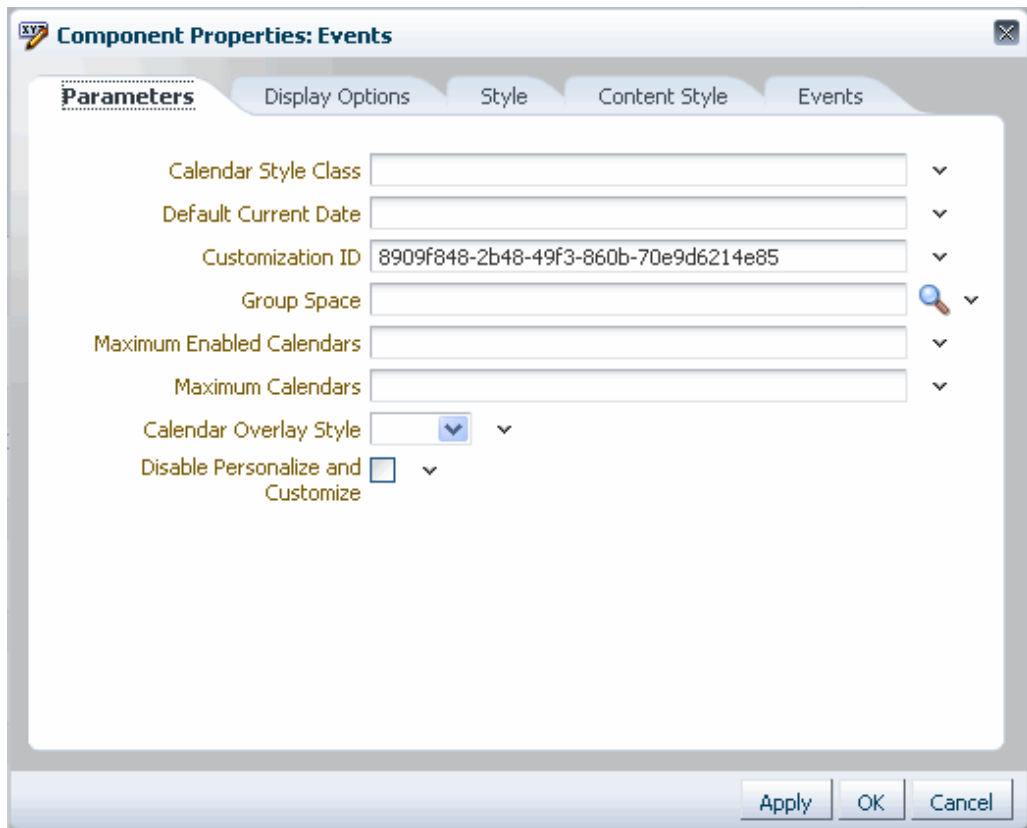 Component Properties: Events
Parameters Display Options Style Content Style Events
Calendar Style Class
Default Current Date
Customization ID 8909f848-2b48-49f3-860b-70e9d6214e85
Group Space
Maximum Enabled Calendars
Maximum Calendars
Calendar Overlay Style
Disable Personalize and
Customize
Apply OK Cancel